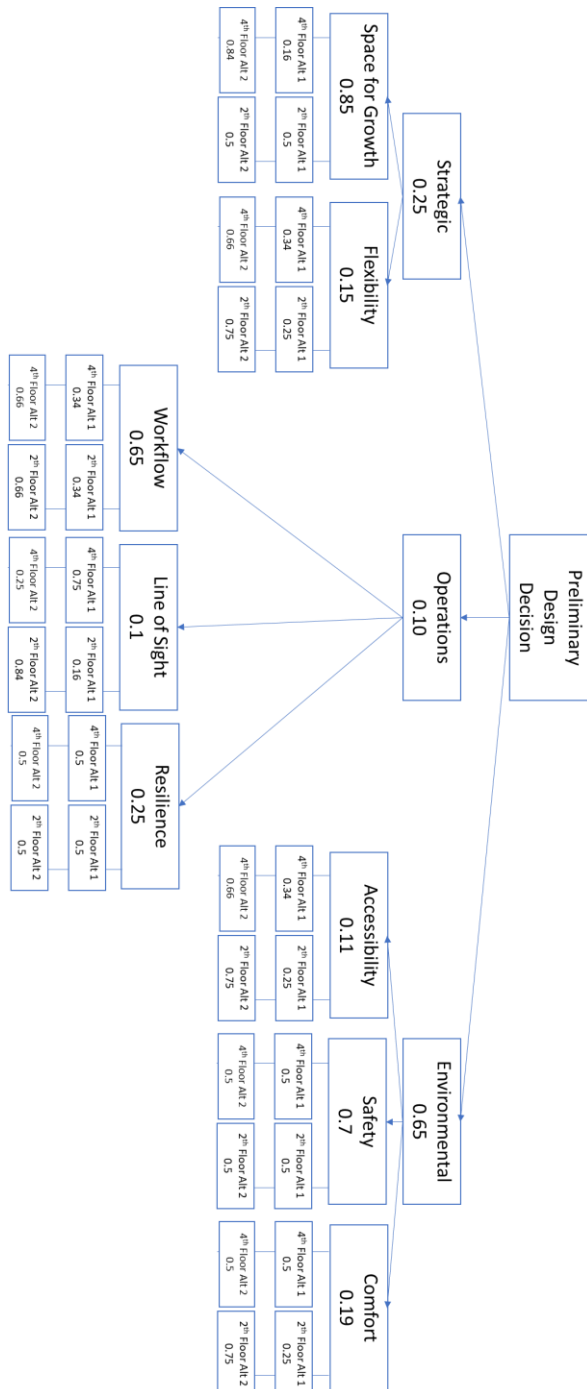 Preliminary
Design
Decision
Strategic
0.25
Operations
0.10
Environmental
0.65
Space for Growth
0.85
4th Floor Alt 1
0.16
2th Floor Alt 1
0.5
4th Floor Alt 2
0.84
2th Floor Alt 2
0.5
Flexibility
0.15
4th Floor Alt 1
0.34
2th Floor Alt 1
0.25
4th Floor Alt 2
0.66
2th Floor Alt 2
0.75
Workflow
0.65
4th Floor Alt 1
0.34
2th Floor Alt 1
0.34
4th Floor Alt 2
0.66
2th Floor Alt 2
0.66
Line of Sight
0.1
4th Floor Alt 1
0.75
2th Floor Alt 1
0.16
4th Floor Alt 2
0.25
2th Floor Alt 2
0.84
Resilience
0.25
4th Floor Alt 1
0.5
2th Floor Alt 1
0.5
4th Floor Alt 2
0.5
2th Floor Alt 2
0.5
Accessibility
0.11
4th Floor Alt 1
0.34
2th Floor Alt 1
0.25
4th Floor Alt 2
0.66
2th Floor Alt 2
0.75
Safety
0.7
4th Floor Alt 1
0.5
2th Floor Alt 1
0.5
4th Floor Alt 2
0.5
2th Floor Alt 2
0.5
Comfort
0.19
4th Floor Alt 1
0.5
2th Floor Alt 1
0.25
4th Floor Alt 2
0.5
2th Floor Alt 2
0.75